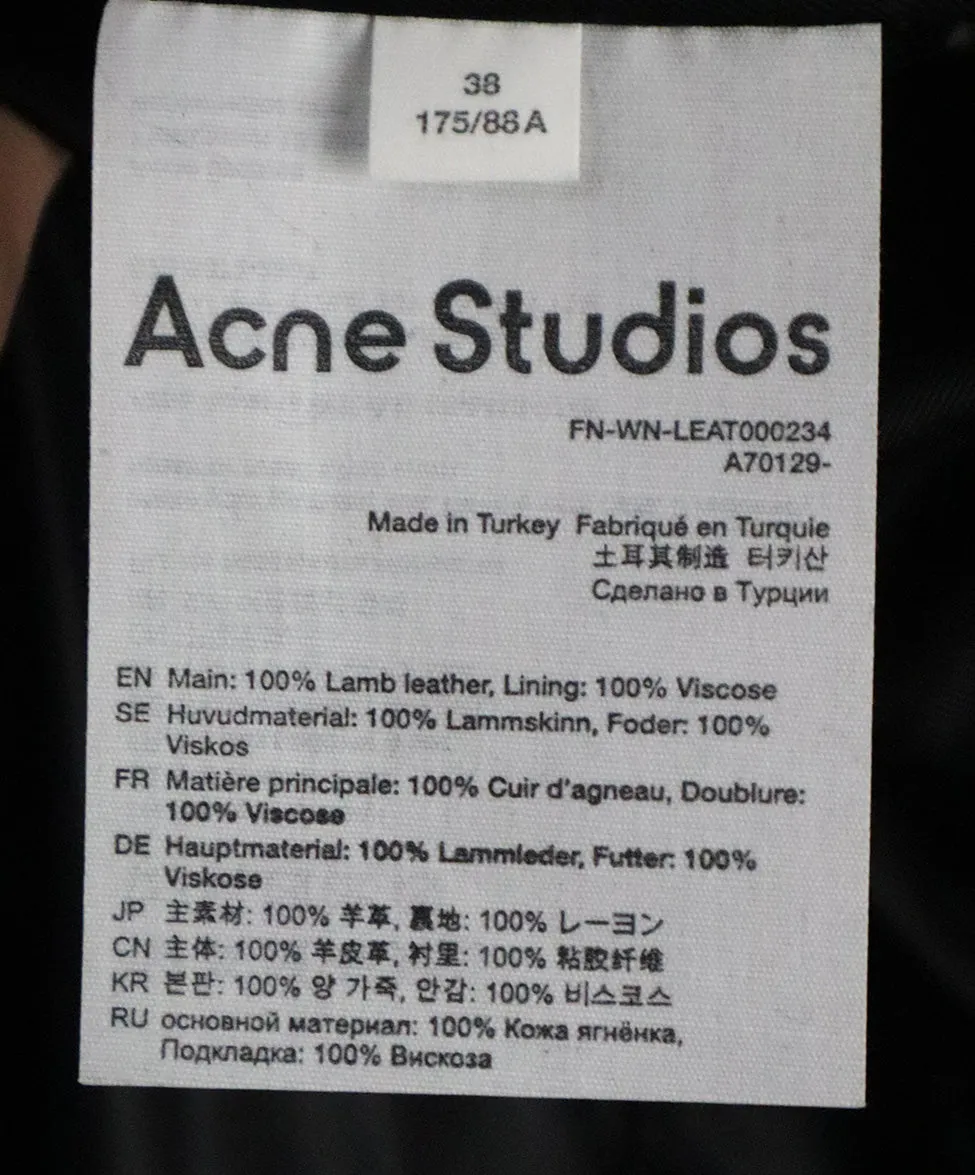 38
175/88A
Acne Studios
FN-WN-LEAT000234
A70129-
Made in Turkey Fabriqué en Turquie
土耳其制造 터키산
Сделано в Турции
EN Main: 100% Lamb leather, Lining: 100% Viscose
SE Huvudmaterial: 100% Lammskinn, Foder: 100%
Viskos
FR Matière principale: 100% Cuir d'agneau, Doublure:
100% Viscose
DE Hauptmaterial: 100% Lammleder, Futter: 100%
Viskose
JP 主素材: 100% 羊革, 裏地: 100% レーヨン
CN 主体: 100% 羊皮革, 衬里: 100% 粘胶纤维
KR 본판: 100% 양 가죽, 안감: 100% 비스코스
RU основной материал: 100% Кожа ягнёнка,
Подкладка: 100% Вискоза